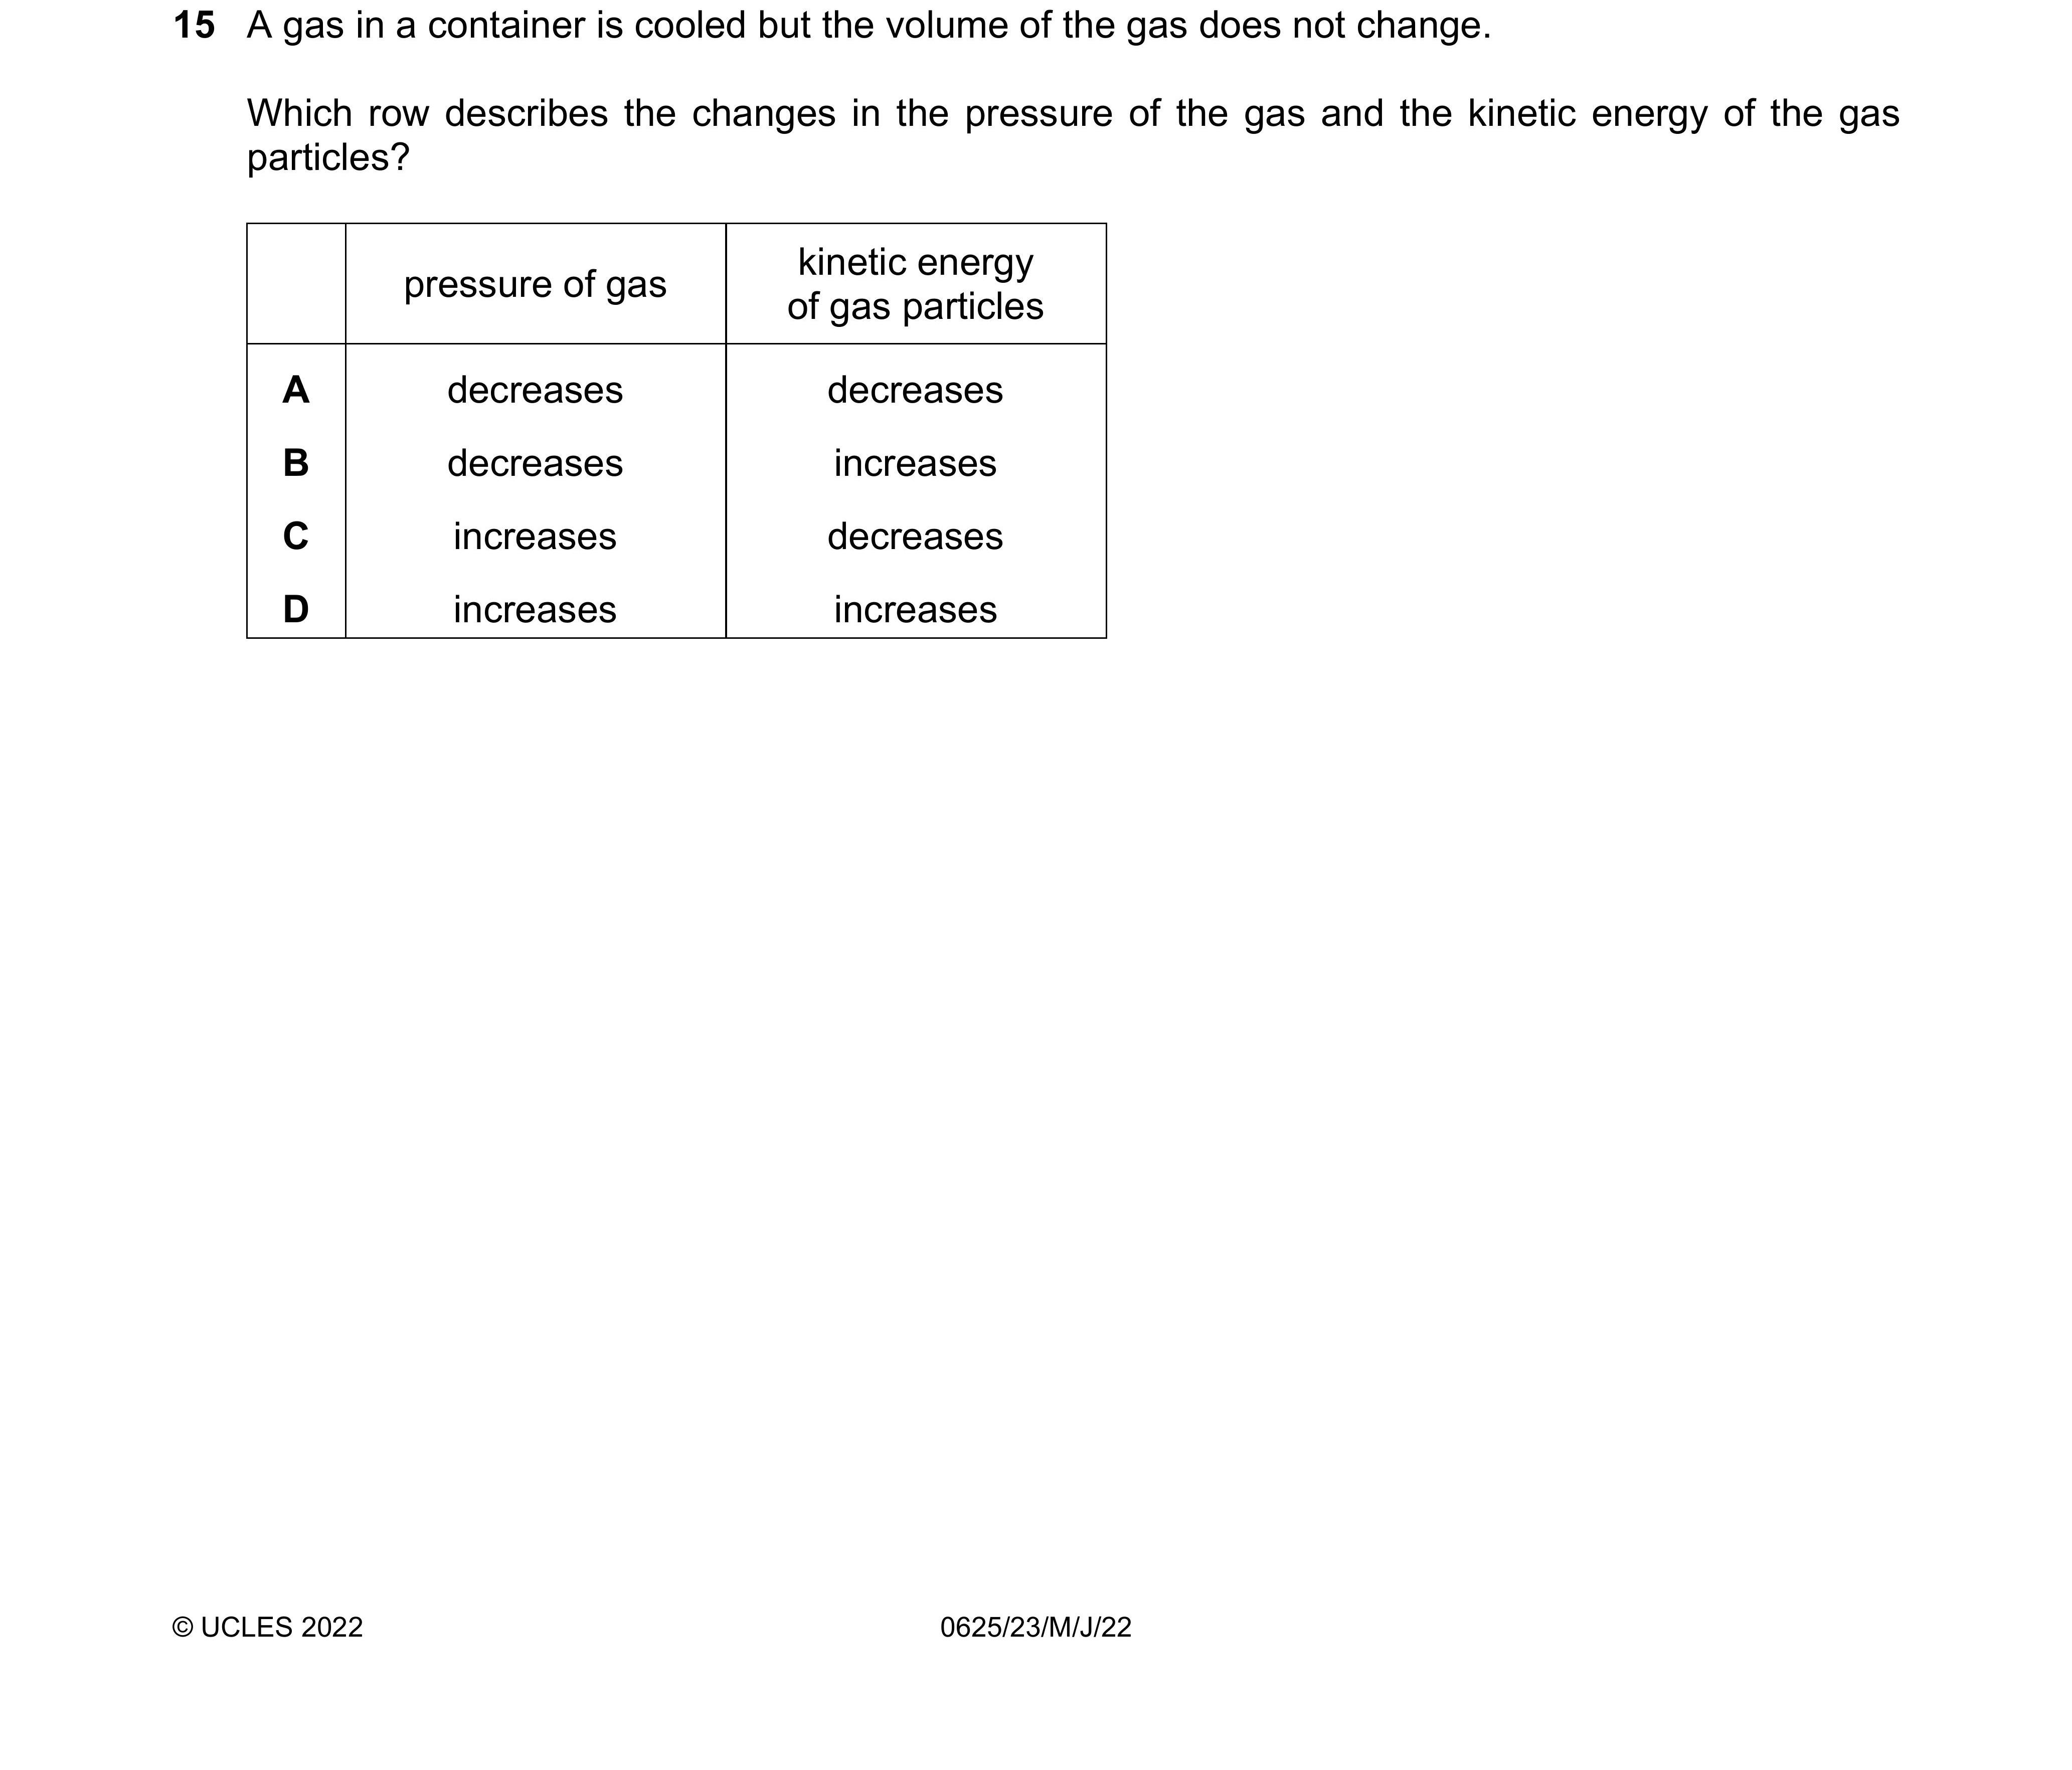 15 A gas in a container is cooled but the volume of the gas does not change.
Which row describes the changes in the pressure of the gas and the kinetic energy of the gas
particles?
pressure of gas
kinetic energy
of gas particles
A decreases decreases
B decreases increases
C increases decreases
D increases increases
© UCLES 2022 0625/23/M/J/22